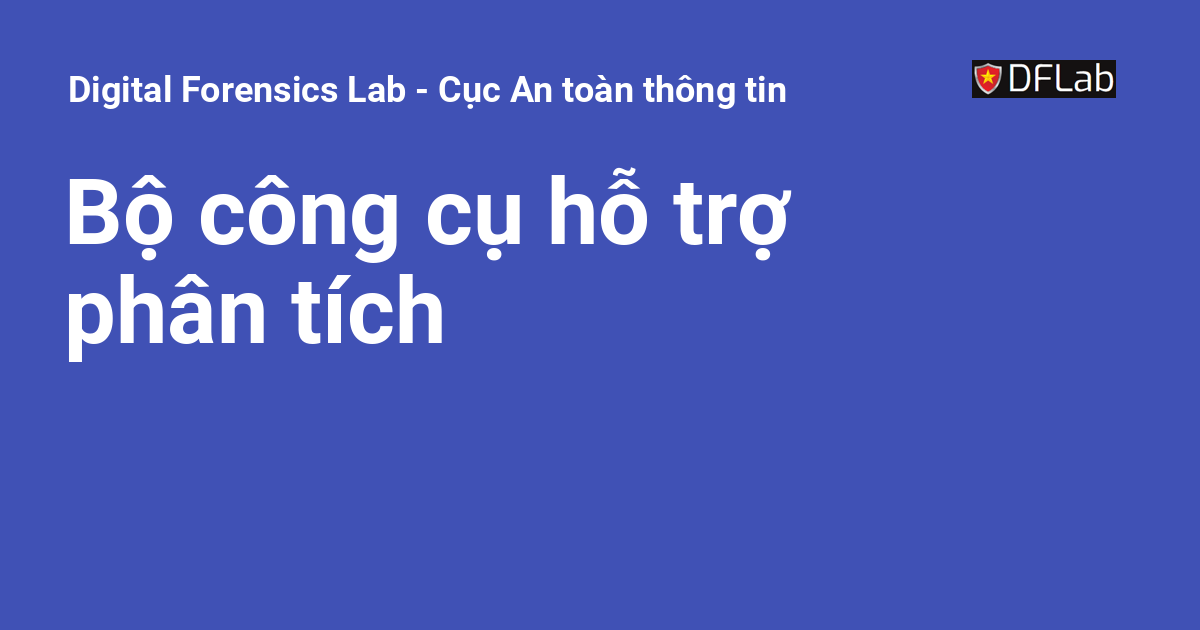 Digital Forensics Lab - Cục An toàn thông tin
DFLab
Bộ công cụ hỗ trợ
phân tích